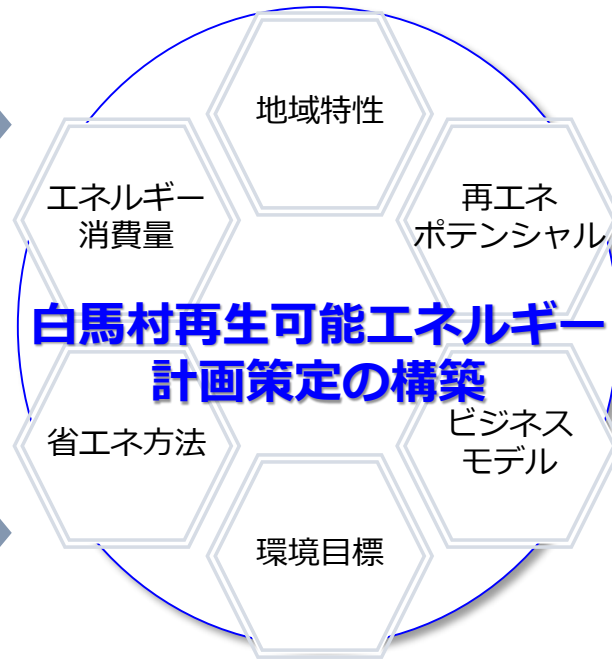 地域特性
エネルギー
消費量
再エネ
ポテンシャル
白馬村再生可能エネルギー
計画策定の構築
省エネ方法
ビジネス
モデル
環境目標